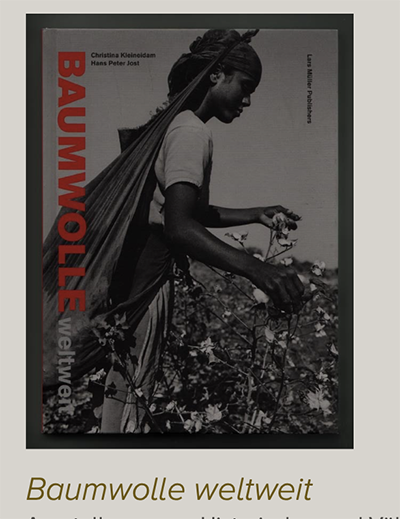 Christina Kleineidam
Hans Peter Jost
Lars Müller Publishers
BAUMWOLLE
weltweit
Baumwolle weltweit